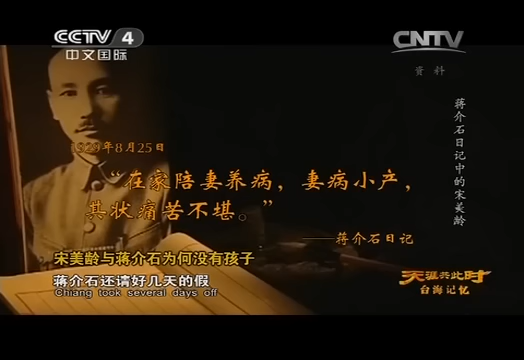 CCTV 4
中文国际
CNTV
资料
蒋介石日记中的宋美龄
1929年8月25日
“在家陪妻养病，妻病小产，
其状痛苦不堪。”
——蒋介石日记
宋美龄与蒋介石为何没有孩子
蒋介石还请好几天的假
Chiang took several days off
天涯共此时
台海记忆